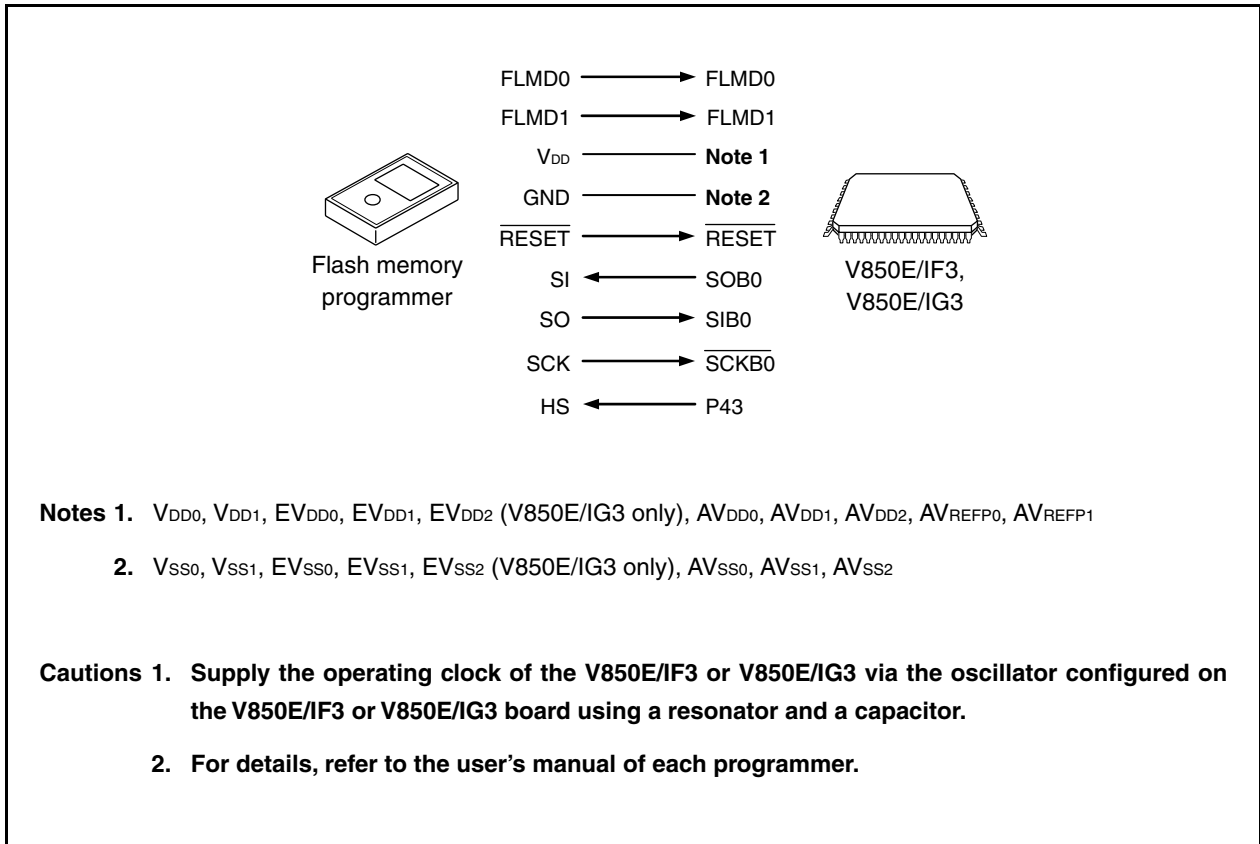 FLMD0 FLMD0
FLMD1 FLMD1
VDD Note 1
GND Note 2
RESET RESET
SI SOB0
SO SIB0
SCK SCKB0
HS P43
Flash memory
programmer
V850E/IF3,
V850E/IG3
Notes 1. VDD0, VDD1, EVDD0, EVDD1, EVDD2 (V850E/IG3 only), AVDD0, AVDD1, AVDD2, AVREFP0, AVREFP1
2. VSS0, VSS1, EVSS0, EVSS1, EVSS2 (V850E/IG3 only), AVSS0, AVSS1, AVSS2
Cautions 1. Supply the operating clock of the V850E/IF3 or V850E/IG3 via the oscillator configured on
the V850E/IF3 or V850E/IG3 board using a resonator and a capacitor.
2. For details, refer to the user's manual of each programmer.